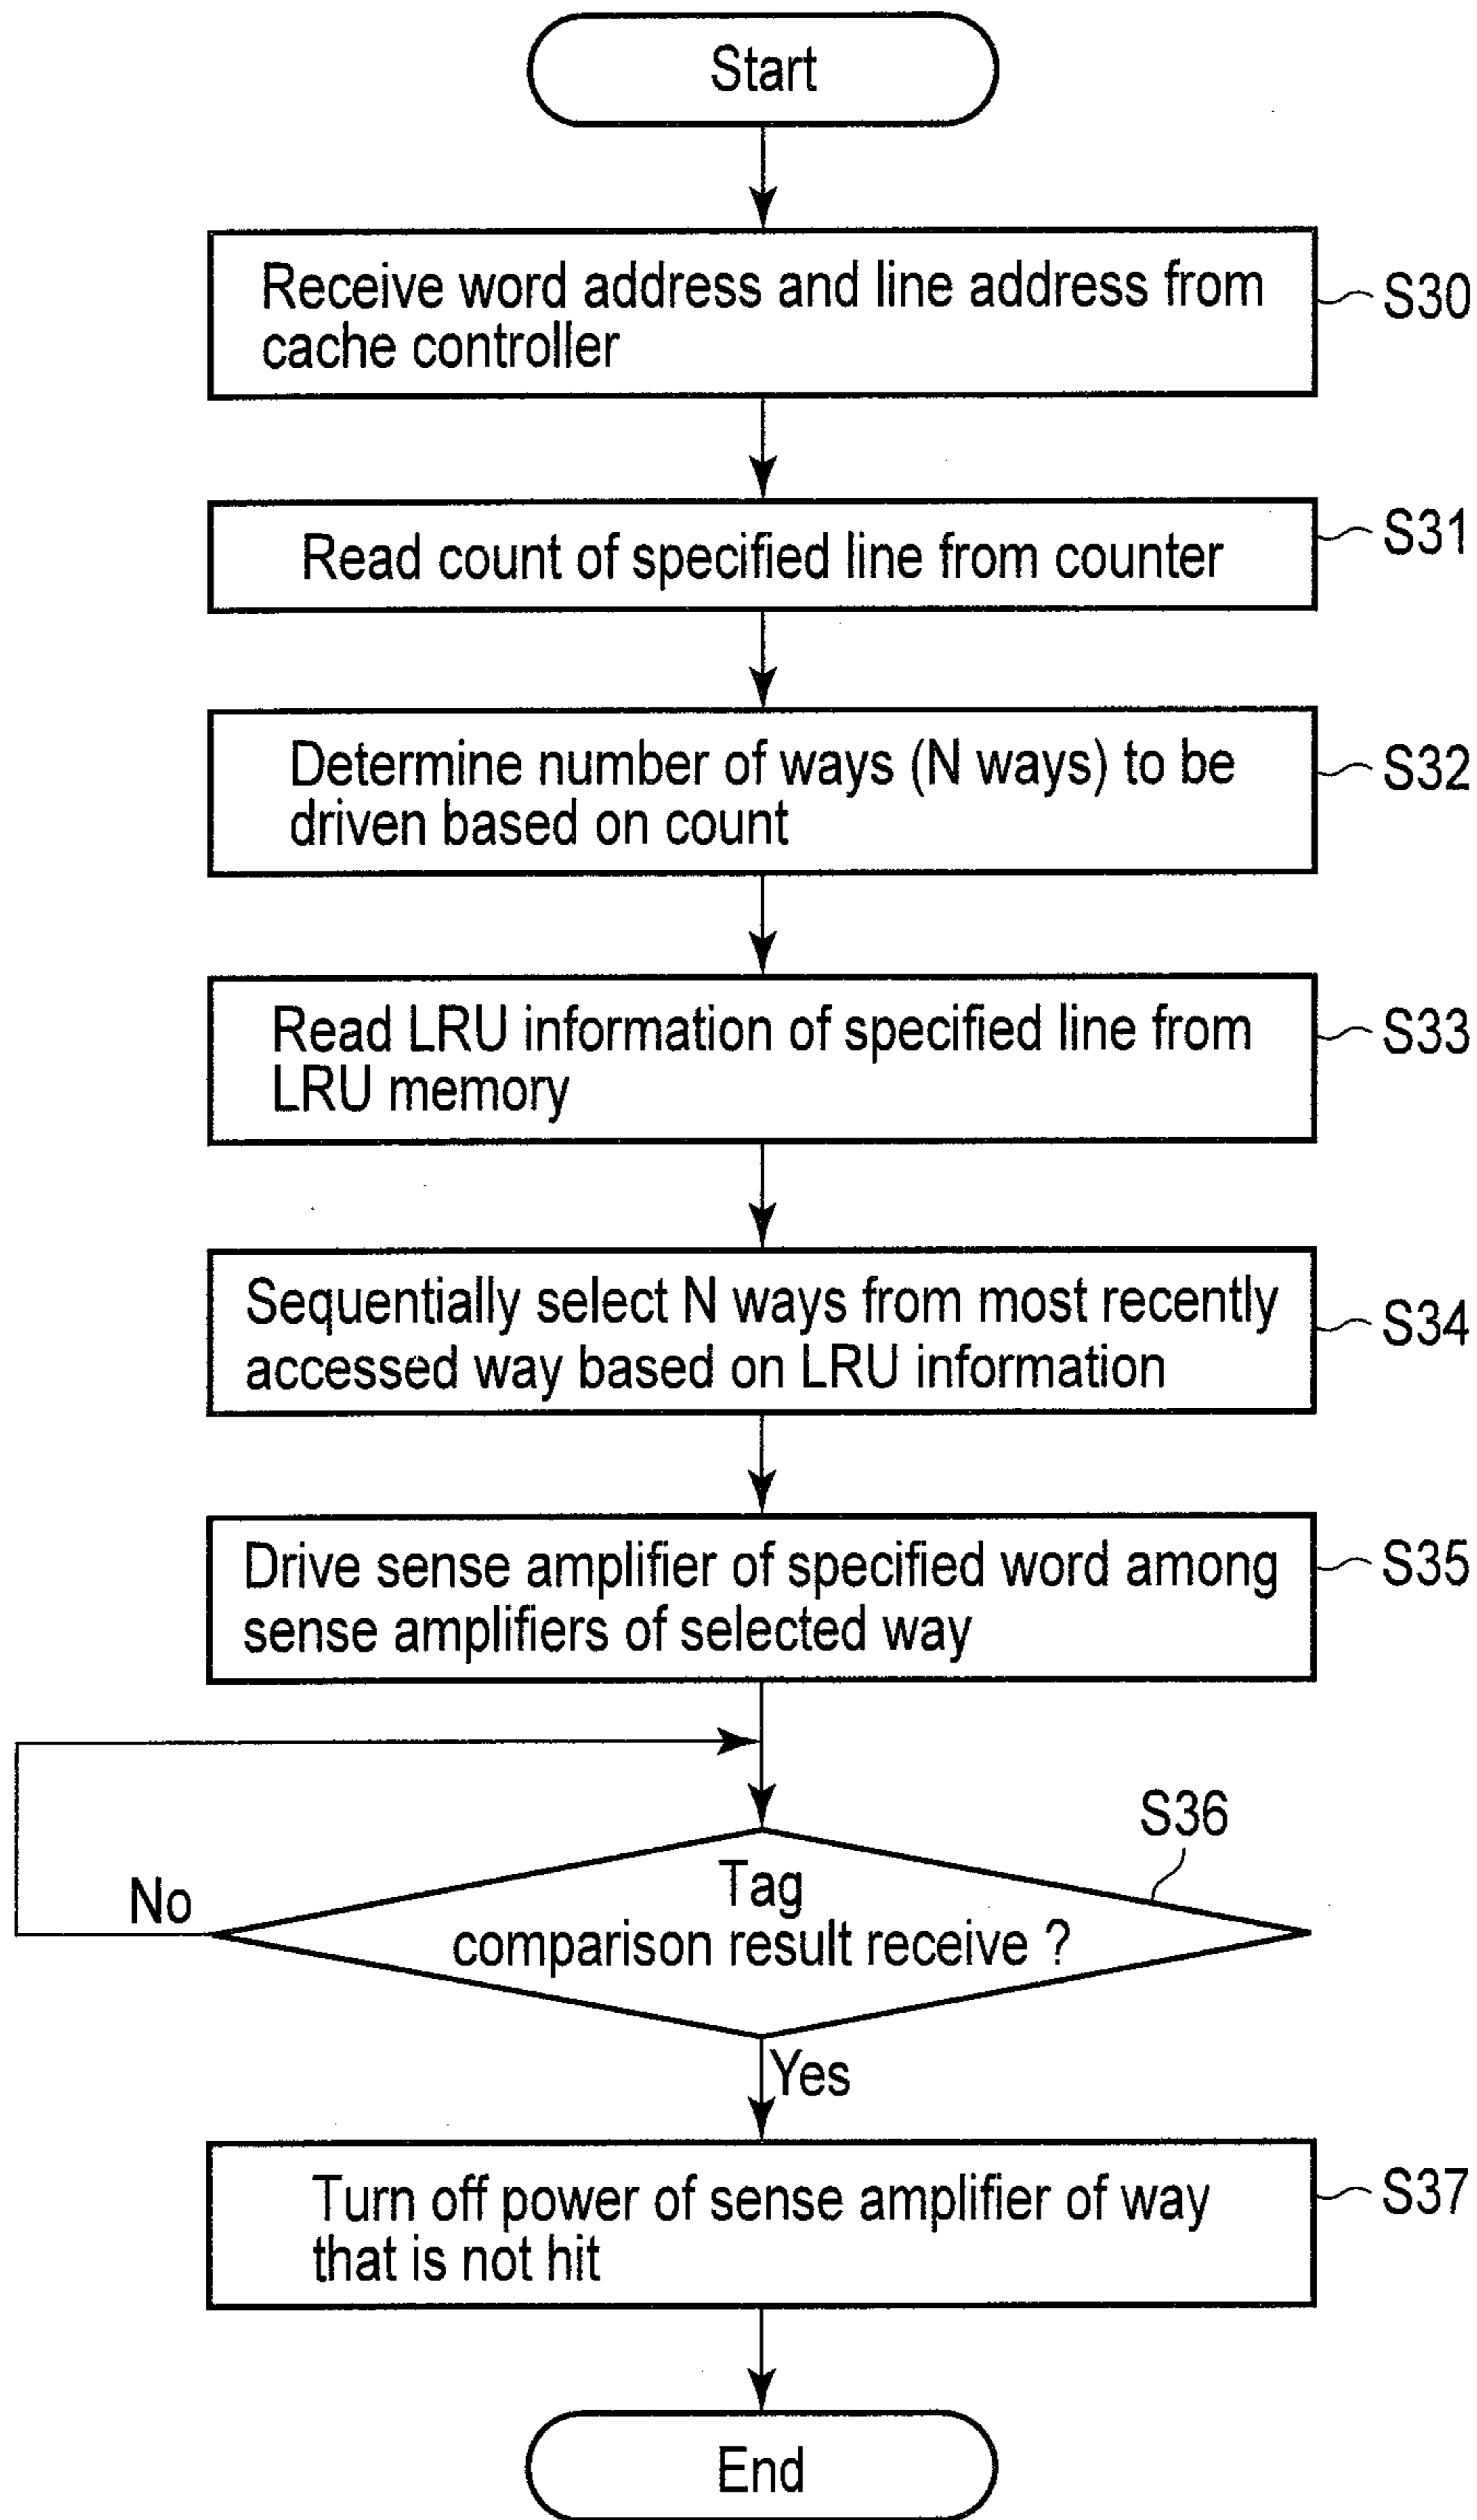 Start
Receive word address and line address from
cache controller
S30
Read count of specified line from counter
S31
Determine number of ways (N ways) to be
driven based on count
S32
Read LRU information of specified line from
LRU memory
S33
Sequentially select N ways from most recently
accessed way based on LRU information
S34
Drive sense amplifier of specified word among
sense amplifiers of selected way
S35
S36
Tag
comparison result receive ?
No
Yes
Turn off power of sense amplifier of way
that is not hit
S37
End